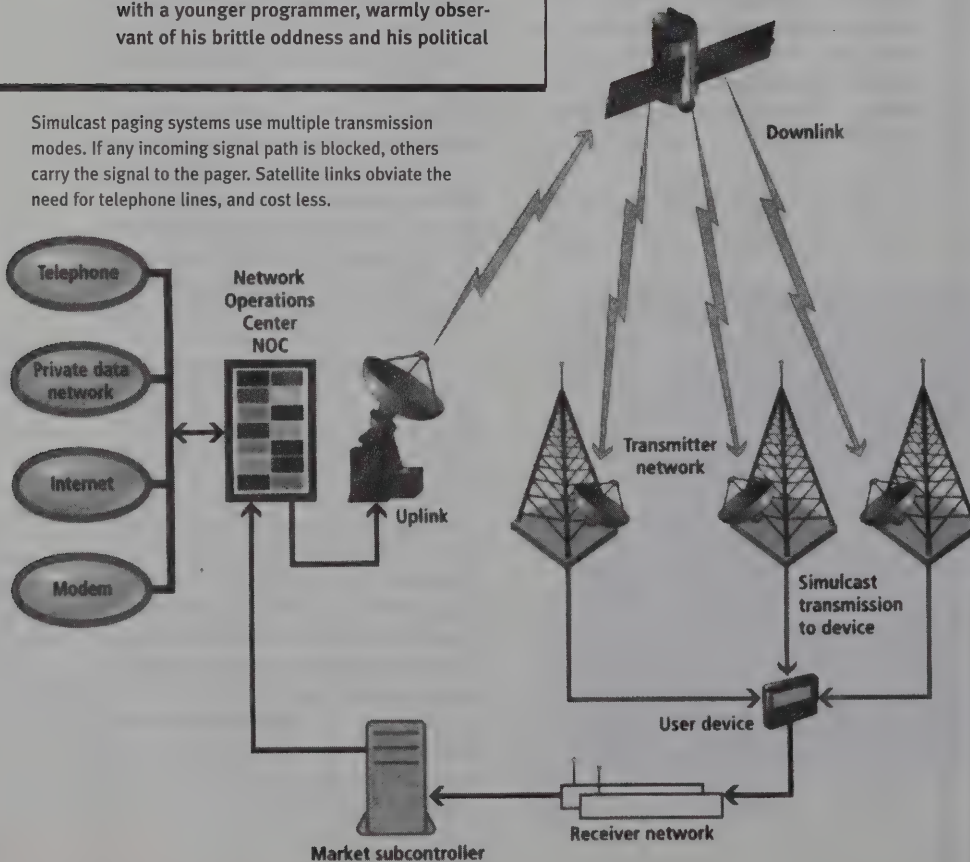 with a younger programmer, warmly obser-
vant of his brittle oddness and his political
Simulcast paging systems use multiple transmission
modes. If any incoming signal path is blocked, others
carry the signal to the pager. Satellite links obviate the
need for telephone lines, and cost less.
Downlink
Telephone
Network
Operations
Center
NOC
Private data
network
Internet
Uplink
Modem
Transmitter
network
Simulcast
transmission
to device
User device
Receiver network
Market subcontroller